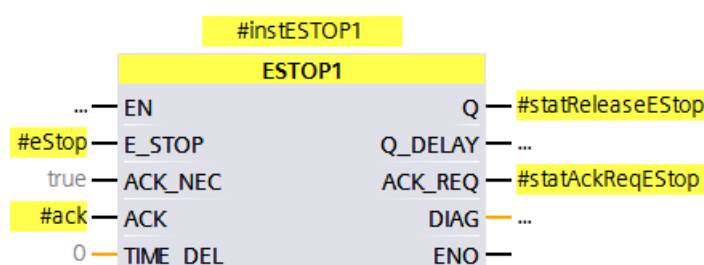 #instESTOP1
ESTOP1
... EN Q #statReleaseEStop
#eStop E_STOP Q_DELAY ...
true ACK_NEC ACK_REQ #statAckReqEStop
#ack ACK DIAG ...
0 TIME_DEL ENO